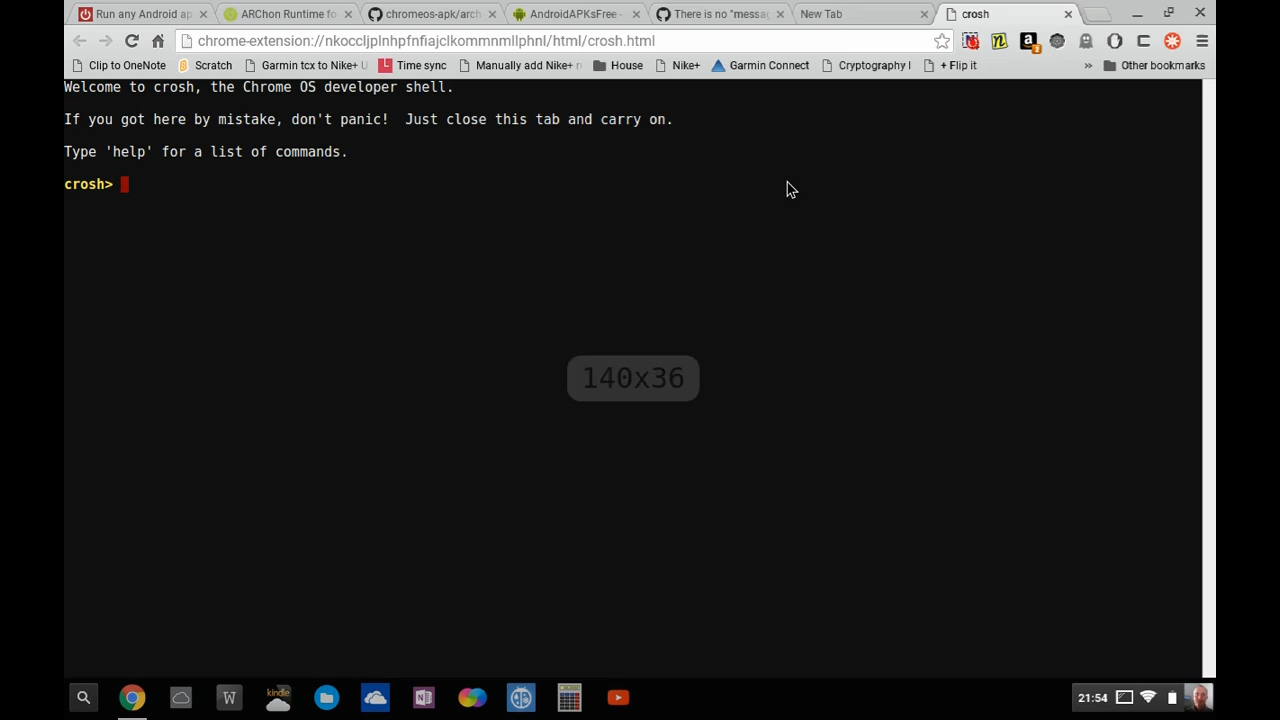 Run any Android ap
ARChon Runtime fo
chromeos-apk/arch
AndroidAPKsFree -
There is no "messag
New Tab
crosh
chrome-extension://nkoccljplnhpfnfiajclkommnmllphnl/html/crosh.html
Clip to OneNote
Scratch
Garmin tcx to Nike+ U
Time sync
Manually add Nike+ r
House
Nike+
Garmin Connect
Cryptography I
+ Flip it
» Other bookmarks
Welcome to crosh, the Chrome OS developer shell.
If you got here by mistake, don't panic!  Just close this tab and carry on.
Type 'help' for a list of commands.
crosh>
140x36
W
kindle
N
21:54